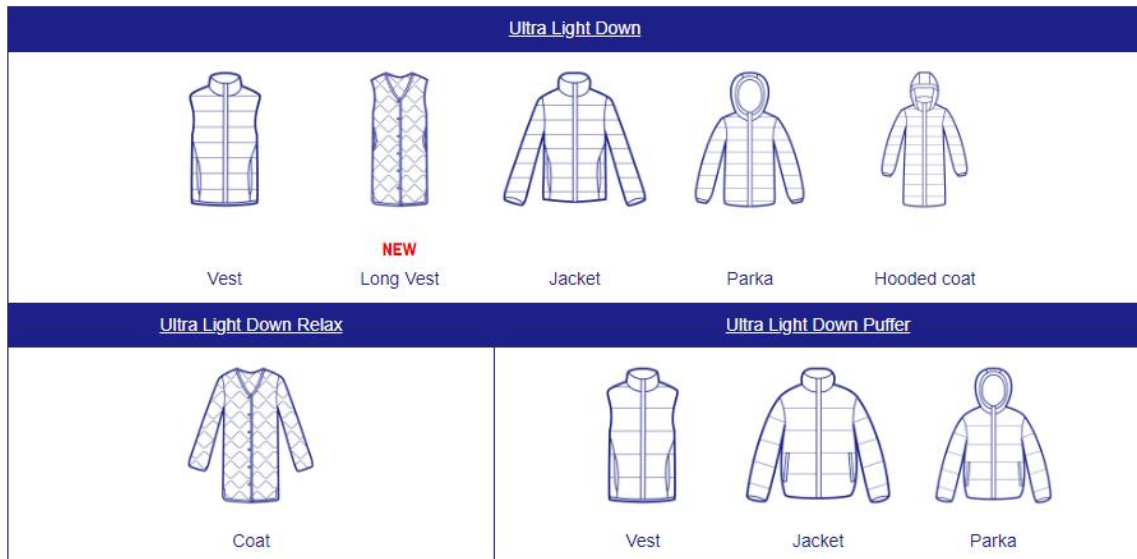 Ultra Light Down
NEW
Vest
Long Vest
Jacket
Parka
Hooded coat
Ultra Light Down Relax
Ultra Light Down Puffer
Coat
Vest
Jacket
Parka